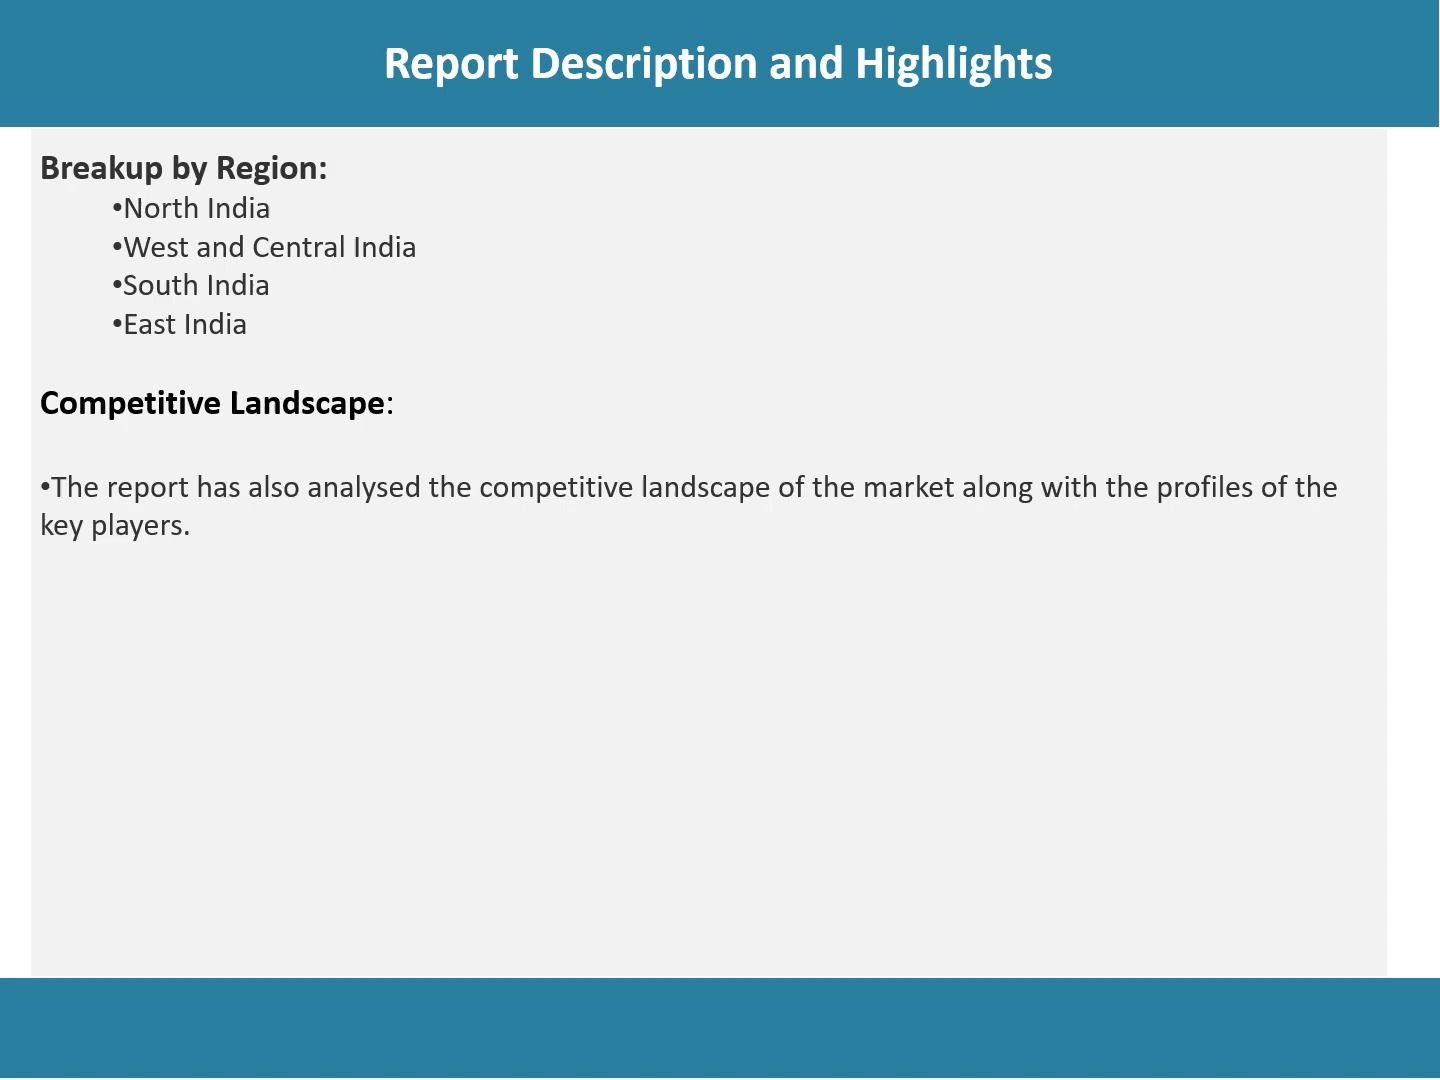 Report Description and Highlights
Breakup by Region:
•North India
•West and Central India
•South India
•East India
Competitive Landscape:
•The report has also analysed the competitive landscape of the market along with the profiles of the
key players.